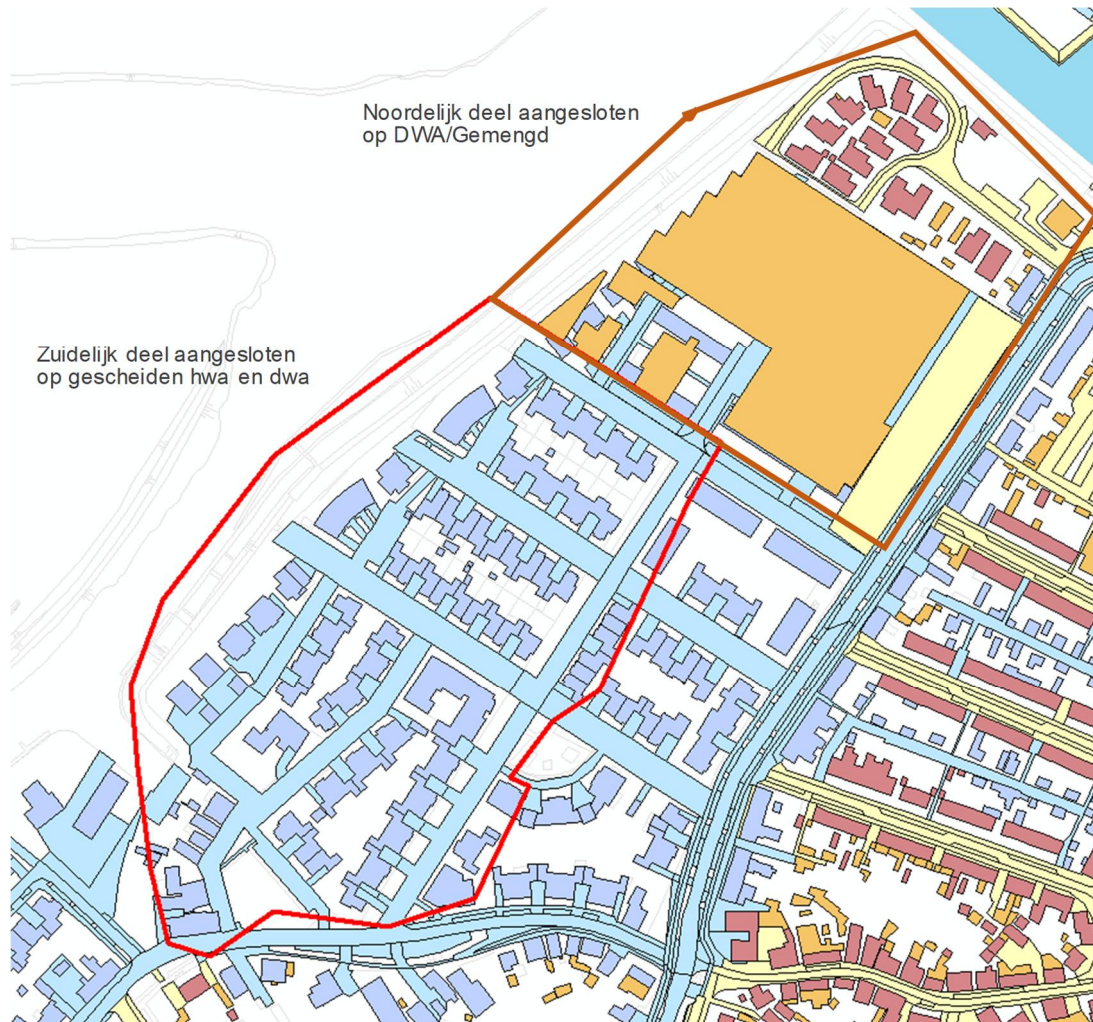 Noordelijk deel aangesloten
op DWA/Gemengd
Zuidelijk deel aangesloten
op gescheiden hwa en dwa